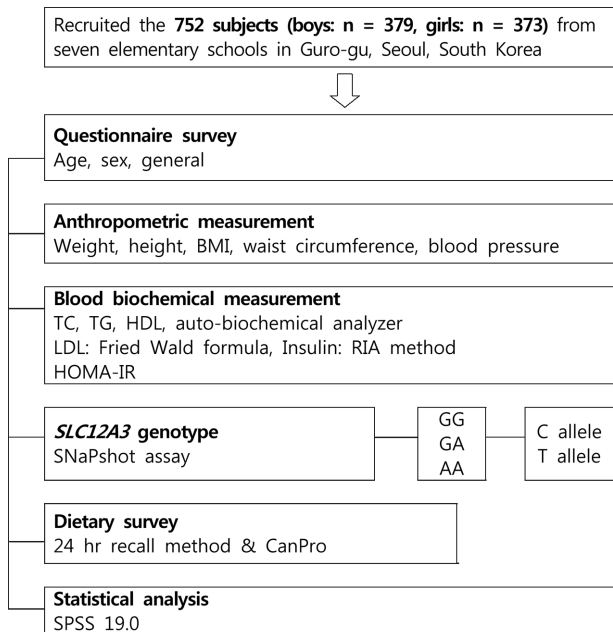 Recruited the 752 subjects (boys: n = 379, girls: n = 373) from
seven elementary schools in Guro-gu, Seoul, South Korea
Questionnaire survey
Age, sex, general
Anthropometric measurement
Weight, height, BMI, waist circumference, blood pressure
Blood biochemical measurement
TC, TG, HDL, auto-biochemical analyzer
LDL: Fried Wald formula, Insulin: RIA method
HOMA-IR
SLC12A3 genotype
SNaPshot assay
GG
GA
AA
C allele
T allele
Dietary survey
24 hr recall method & CanPro
Statistical analysis
SPSS 19.0